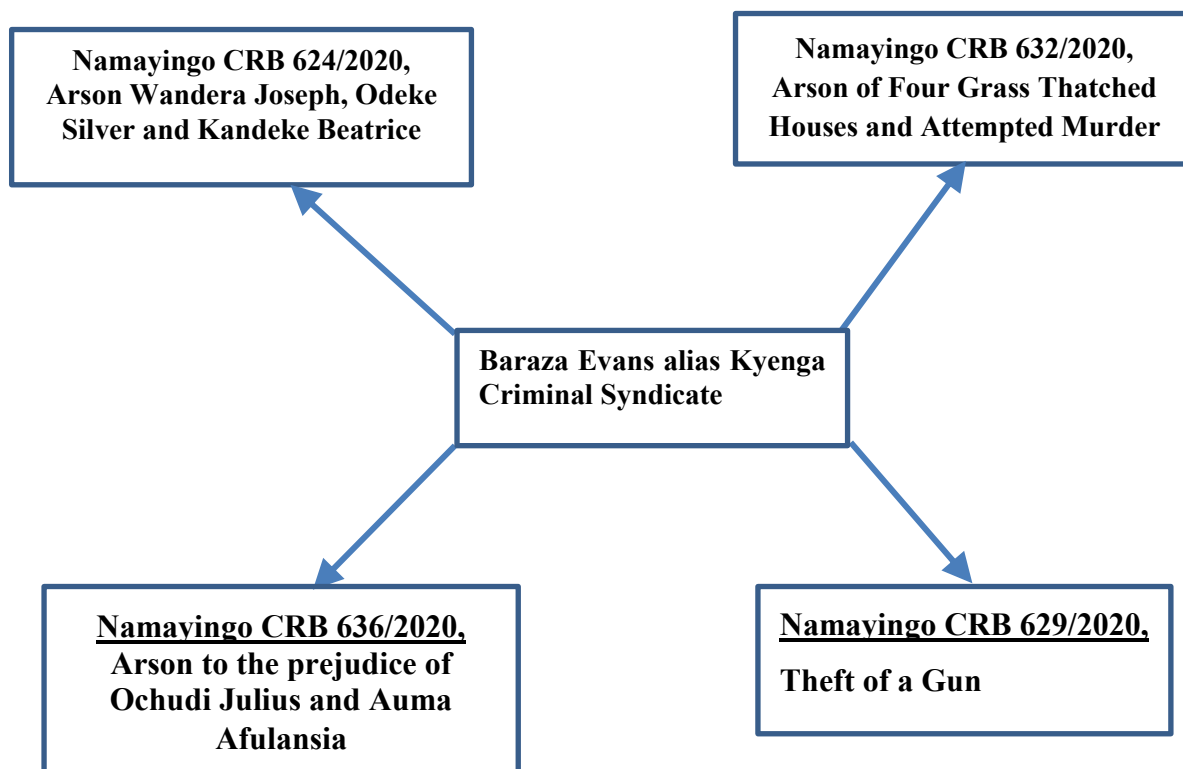 Namayingo CRB 624/2020,
Arson Wandera Joseph, Odeke
Silver and Kandeke Beatrice
Namayingo CRB 632/2020,
Arson of Four Grass Thatched
Houses and Attempted Murder
Baraza Evans alias Kyenga
Criminal Syndicate
Namayingo CRB 636/2020,
Arson to the prejudice of
Ochudi Julius and Auma
Afulansia
Namayingo CRB 629/2020,
Theft of a Gun